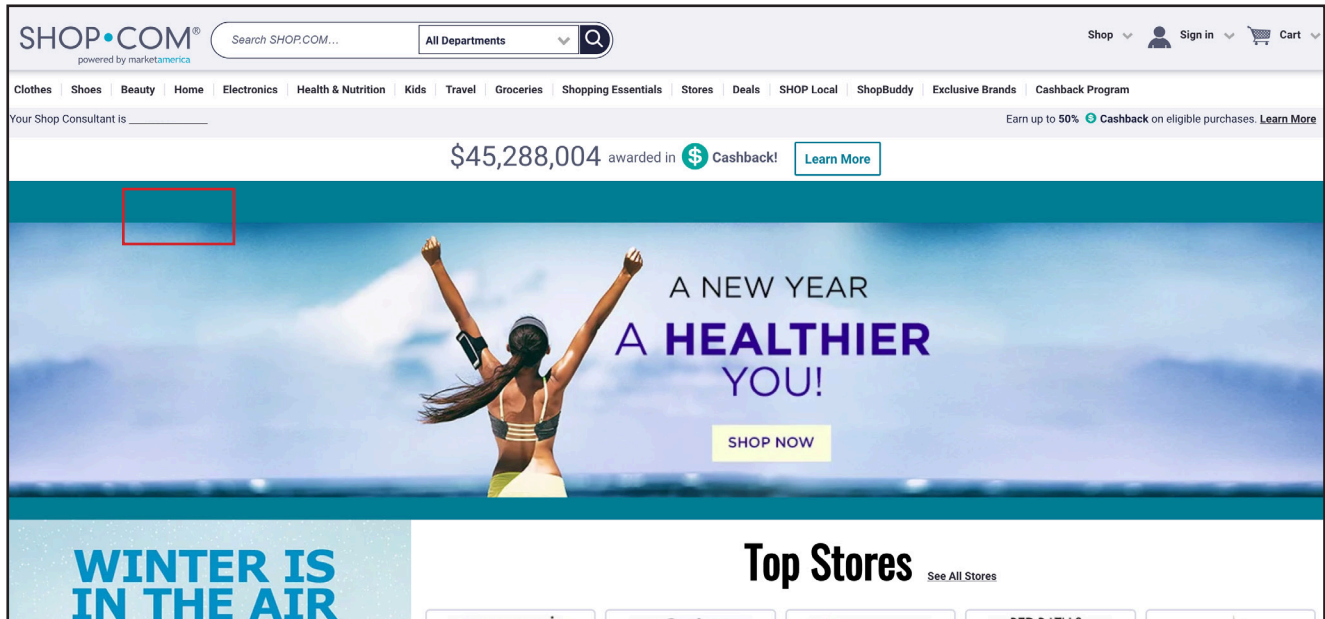 SHOP•COM®
powered by marketamerica
Search SHOP.COM...
All Departments
Shop
Sign in
Cart
Clothes Shoes Beauty Home Electronics Health & Nutrition Kids Travel Groceries Shopping Essentials Stores Deals SHOP Local ShopBuddy Exclusive Brands Cashback Program
Your Shop Consultant is ______________
Earn up to 50% $ Cashback on eligible purchases. Learn More
$45,288,004 awarded in $ Cashback! Learn More
A NEW YEAR
A HEALTHIER
YOU!
SHOP NOW
WINTER IS
IN THE AIR
Top Stores See All Stores